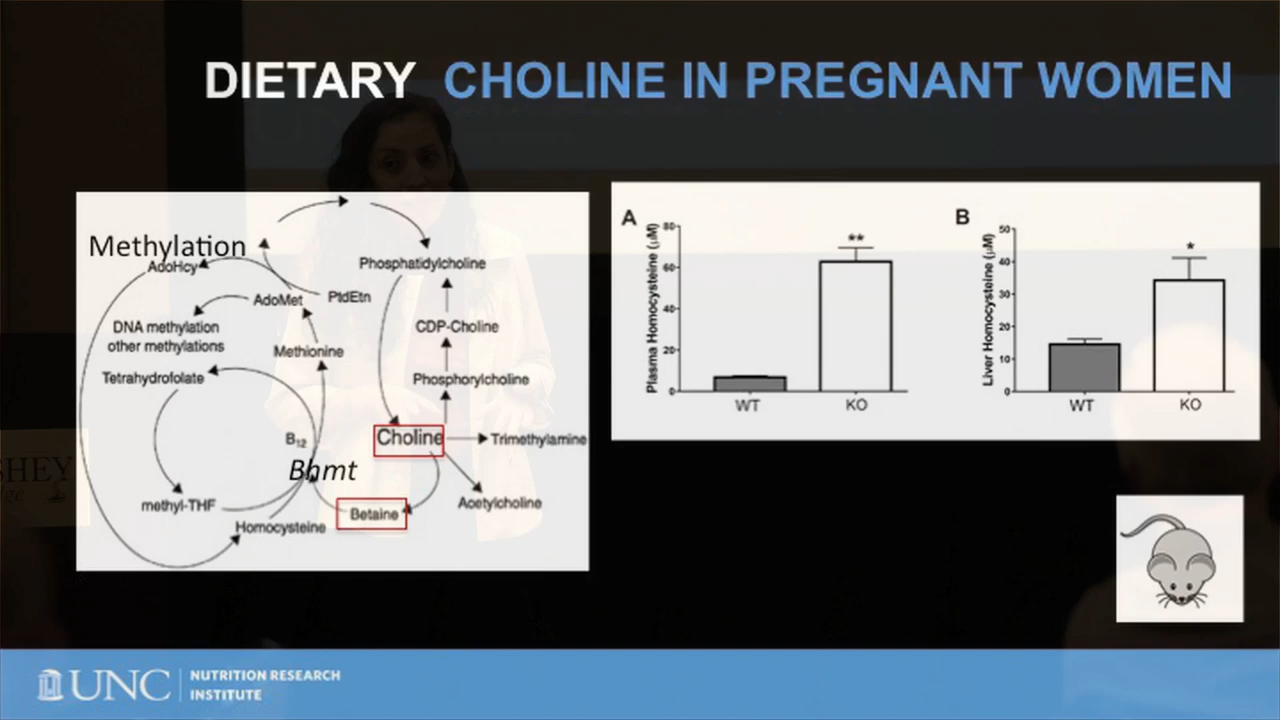 DIETARY CHOLINE IN PREGNANT WOMEN
Methylation
AdoHcy
Phosphatidylcholine
AdoMet
PtdEtn
DNA methylation
other methylations
CDP-Choline
Methionine
Tetrahydrofolate
Phosphorylcholine
B12
Choline
Trimethylamine
Bhmt
methyl-THF
Betaine
Acetylcholine
Homocysteine
A
Plasma Homocysteine (µM)
80
60
40
20
0
**
WT
KO
B
Liver Homocysteine (µM)
50
40
30
20
10
0
*
WT
KO
SHEY
UNC
NUTRITION RESEARCH
INSTITUTE